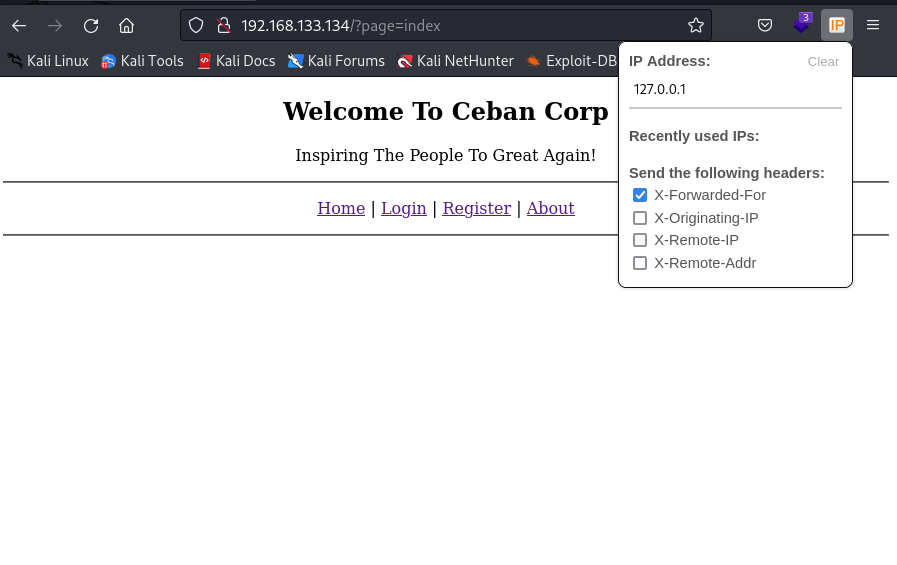 192.168.133.134/?page=index
3
IP
Kali Linux Kali Tools Kali Docs Kali Forums Kali NetHunter Exploit-DB
IP Address: Clear
127.0.0.1
Recently used IPs:
Send the following headers:
X-Forwarded-For
X-Originating-IP
X-Remote-IP
X-Remote-Addr
Welcome To Ceban Corp
Inspiring The People To Great Again!
Home | Login | Register | About